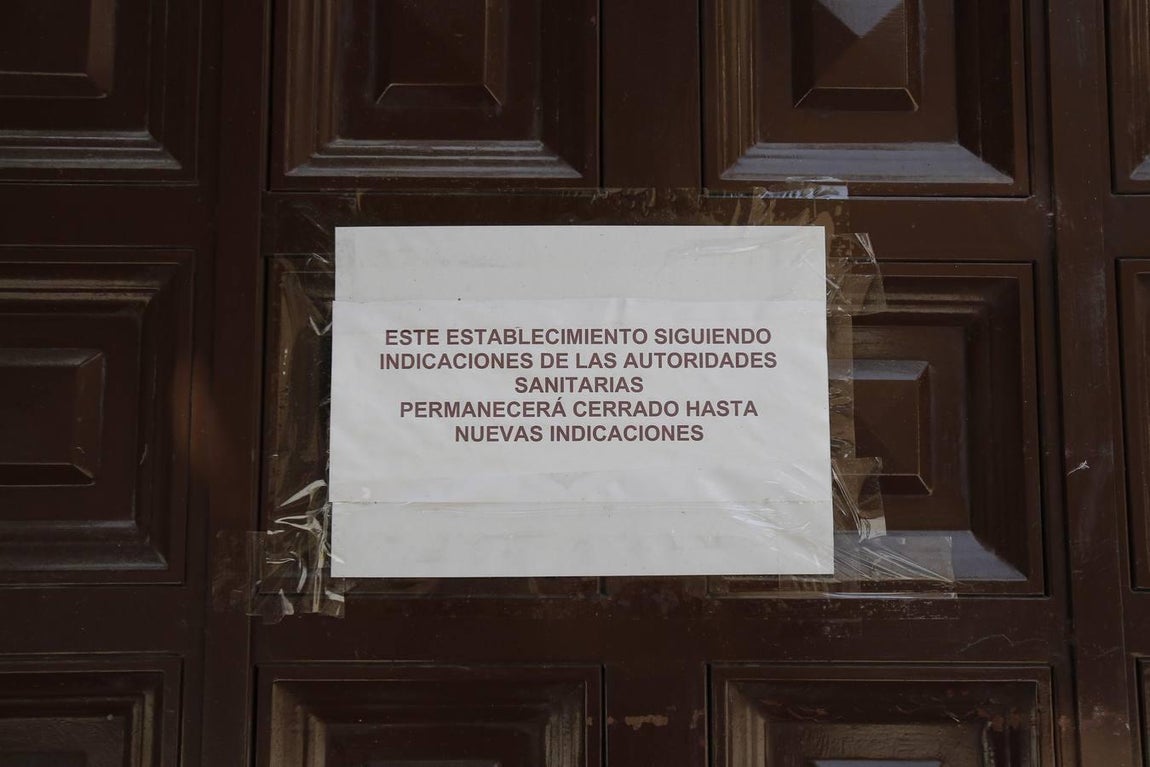 ESTE ESTABLECIMIENTO SIGUIENDO
INDICACIONES DE LAS AUTORIDADES
SANITARIAS
PERMANECERÁ CERRADO HASTA
NUEVAS INDICACIONES